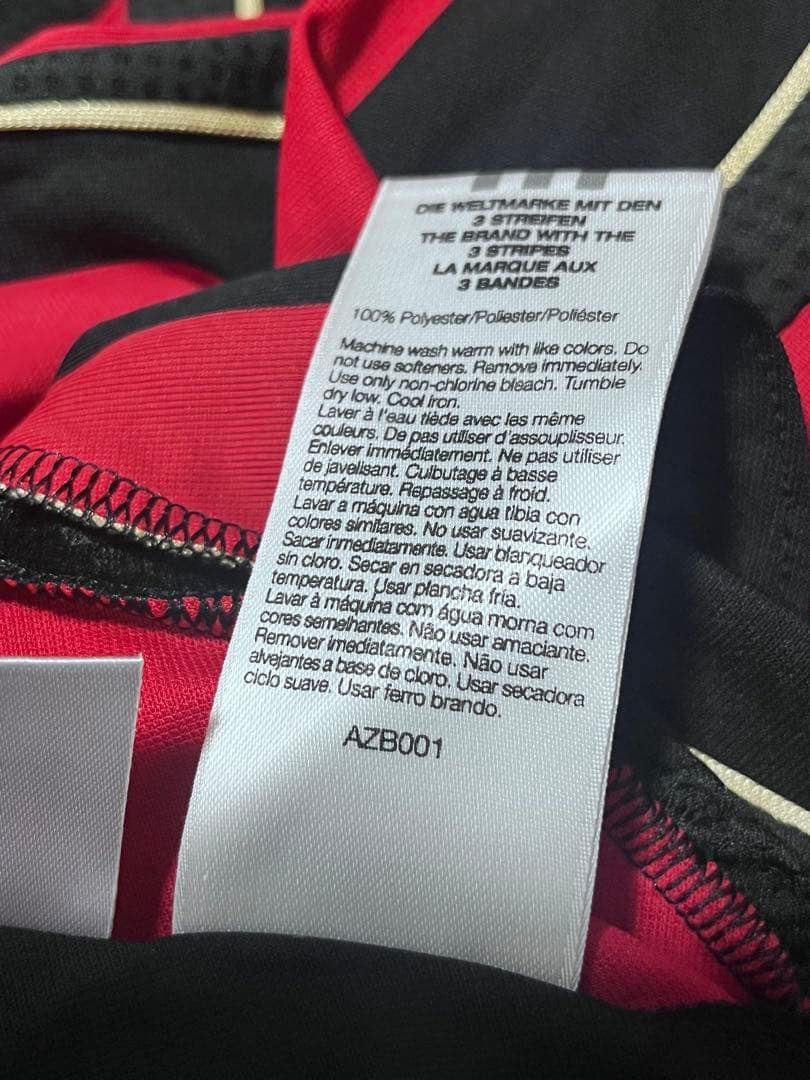 DIE WELTMARKE MIT DEN
3 STREIFEN
THE BRAND WITH THE
3 STRIPES
LA MARQUE AUX
3 BANDES
100% Polyester/Poliester/Poliéster
Machine wash warm with like colors. Do
not use softeners. Remove immediately.
Use only non-chlorine bleach. Tumble
dry low. Cool iron.
Laver à l'eau tiède avec les même
couleurs. De pas utiliser d'assouplisseur.
Enlever immédiatement. Ne pas utiliser
de javelisant. Culbutage à basse
température. Repassage à froid.
Lavar a máquina con agua tibia con
colores similares. No usar suavizante.
Sacar inmediatamente. Usar blanqueador
sin cloro. Secar en secadora a baja
temperatura. Usar plancha fria.
Lavar à máquina com água morna com
cores semelhantes. Não usar amaciante.
Remover imediatamente. Não usar
alvejantes a base de cloro. Usar secadora
ciclo suave. Usar ferro brando.
AZB001